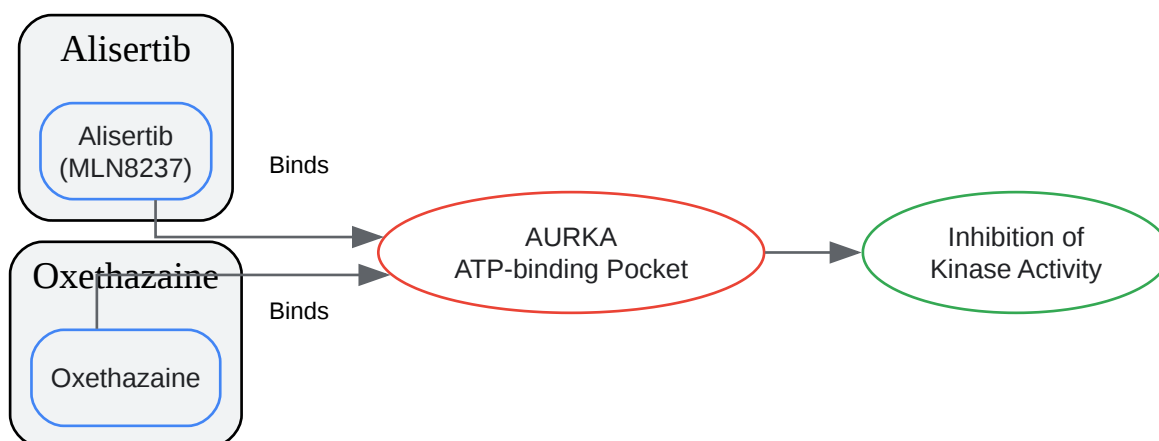 Alisertib
Alisertib
(MLN8237)
Binds
AURKA
ATP-binding Pocket
Inhibition of
Kinase Activity
Oxethazaine
Binds
Oxethazaine